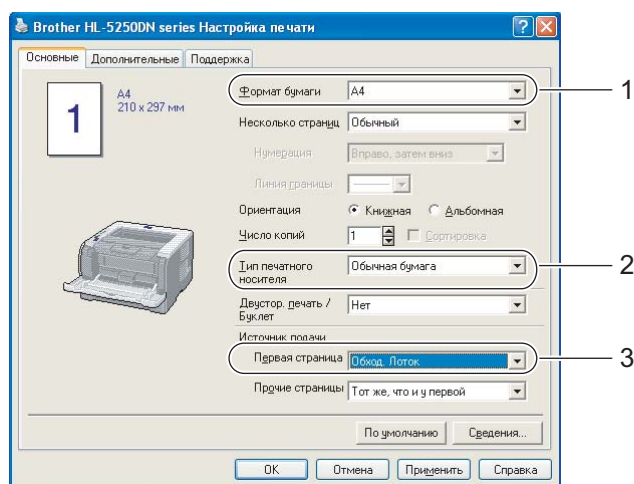 Brother HL-5250DN series Настройка печати
Основные Дополнительные Поддержка
1
A4
210 x 297 мм
Формат бумаги A4 1
Несколько страниц Обычный
Нумерация Вправо, затем вниз
Линия границы
Ориентация Книжная Альбомная
Число копий 1 Сортировка
Тип печатного носителя Обычная бумага 2
Двустор. печать / Буклет Нет
Источник подачи
Первая страница Обход. Лоток 3
Прочие страницы Тот же, что и у первой
По умолчанию Сведения...
OK Отмена Применить Справка